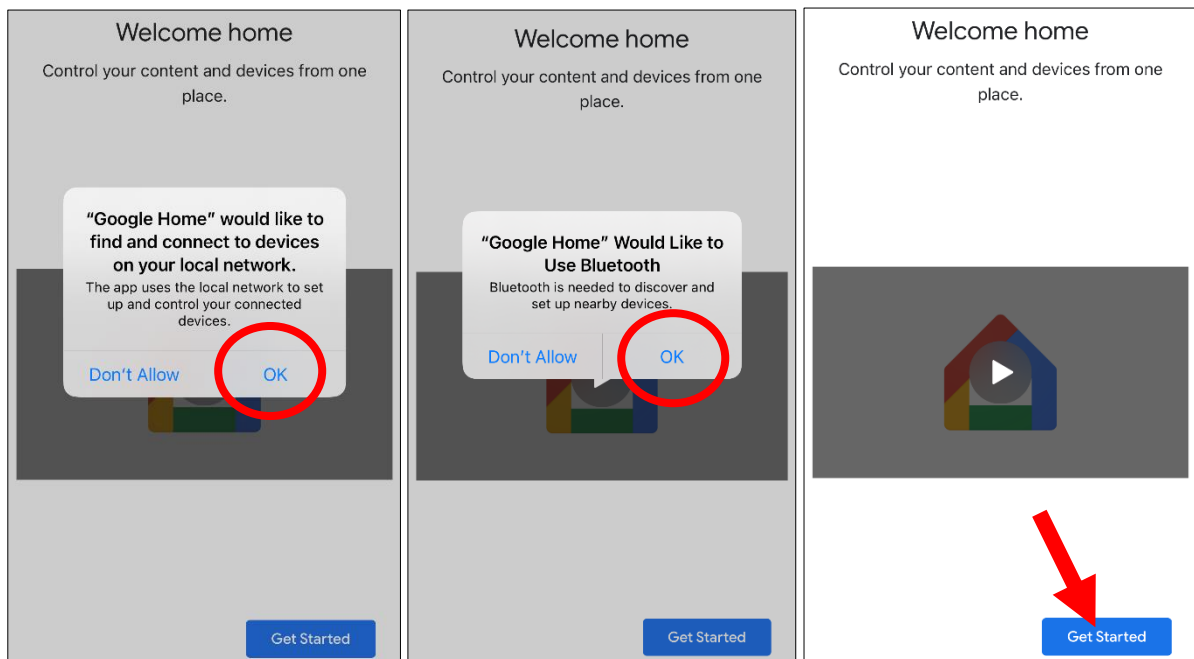 Welcome home
Control your content and devices from one
place.
“Google Home” would like to
find and connect to devices
on your local network.
The app uses the local network to set
up and control your connected
devices.
Don’t Allow
OK
Get Started
Welcome home
Control your content and devices from one
place.
“Google Home” Would Like to
Use Bluetooth
Bluetooth is needed to discover and
set up nearby devices.
Don’t Allow
OK
Get Started
Welcome home
Control your content and devices from one
place.
Get Started